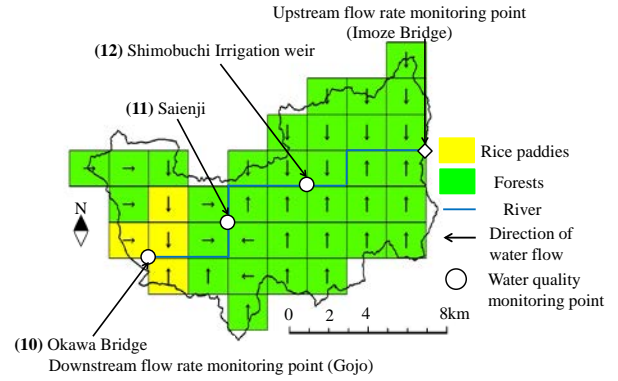 Upstream flow rate monitoring point
(Imoze Bridge)
(12) Shimobuchi Irrigation weir
(11) Saienji
Rice paddies
Forests
River
Direction of
water flow
Water quality
monitoring point
N
0 2 4 8km
(10) Okawa Bridge
Downstream flow rate monitoring point (Gojo)